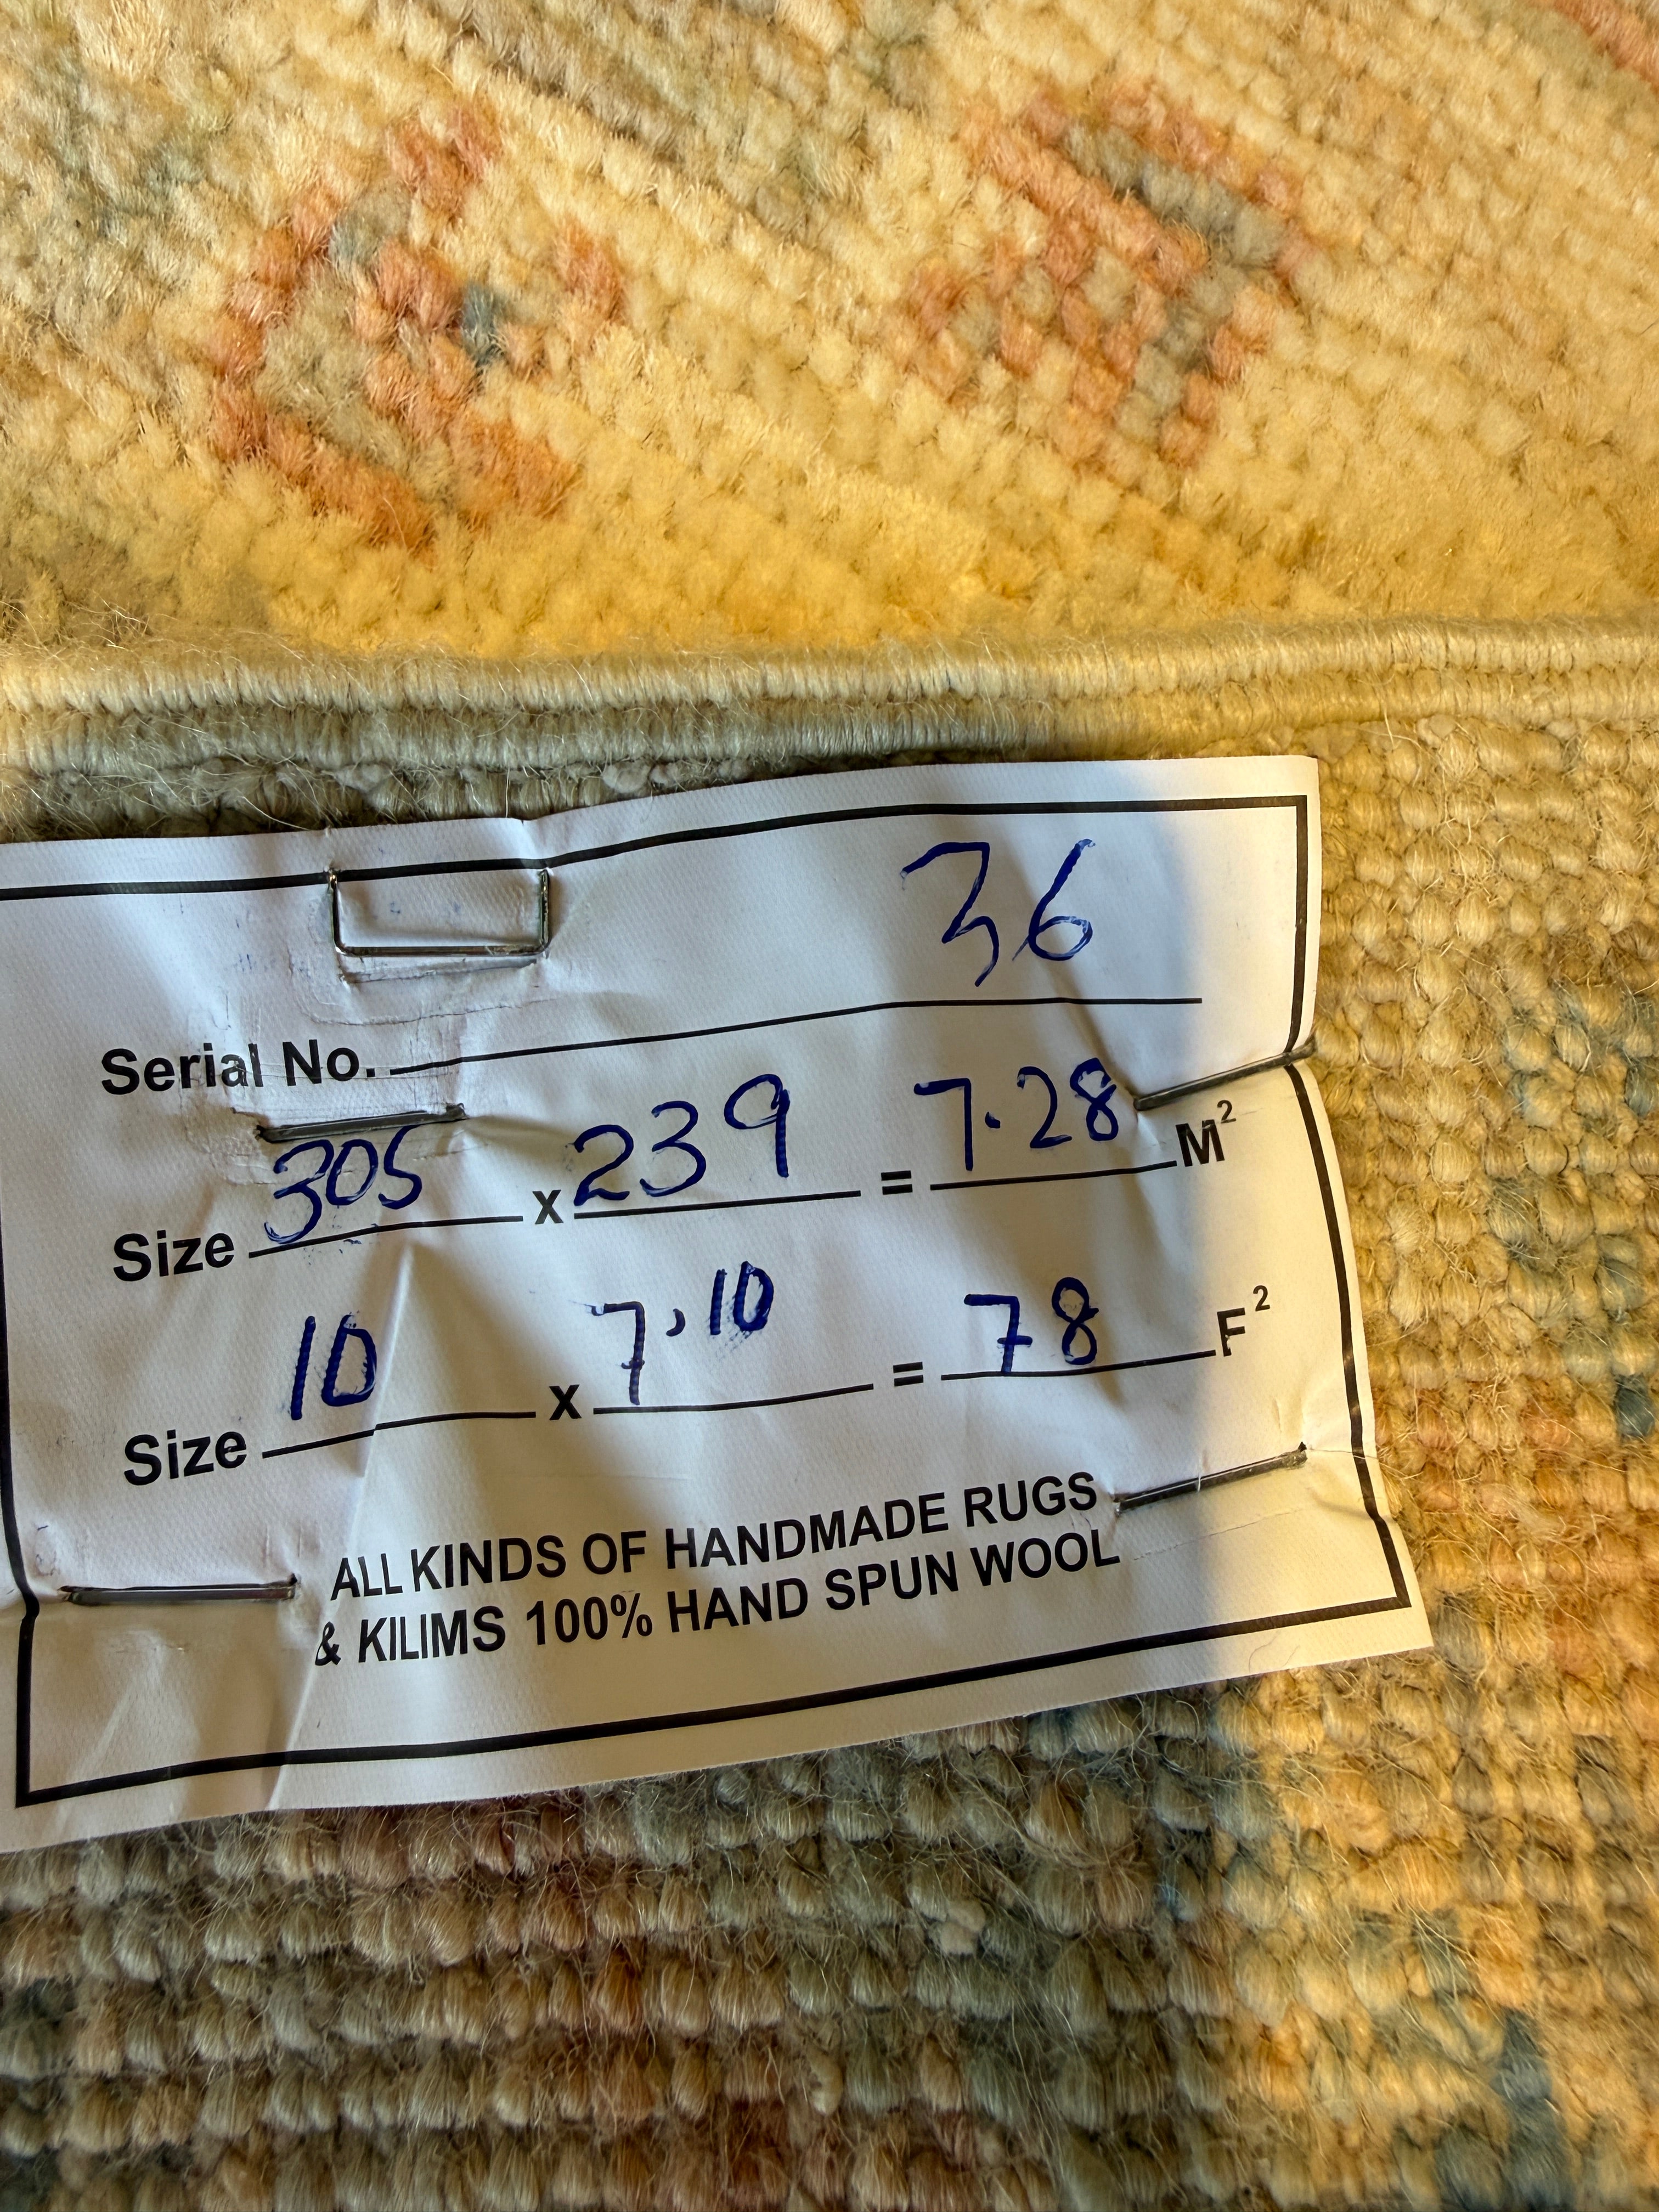 36
Serial No.
Size 305 x 239 = 7.28 M²
Size 10 x 7.10 = 78 F²
ALL KINDS OF HANDMADE RUGS
& KILIMS 100% HAND SPUN WOOL